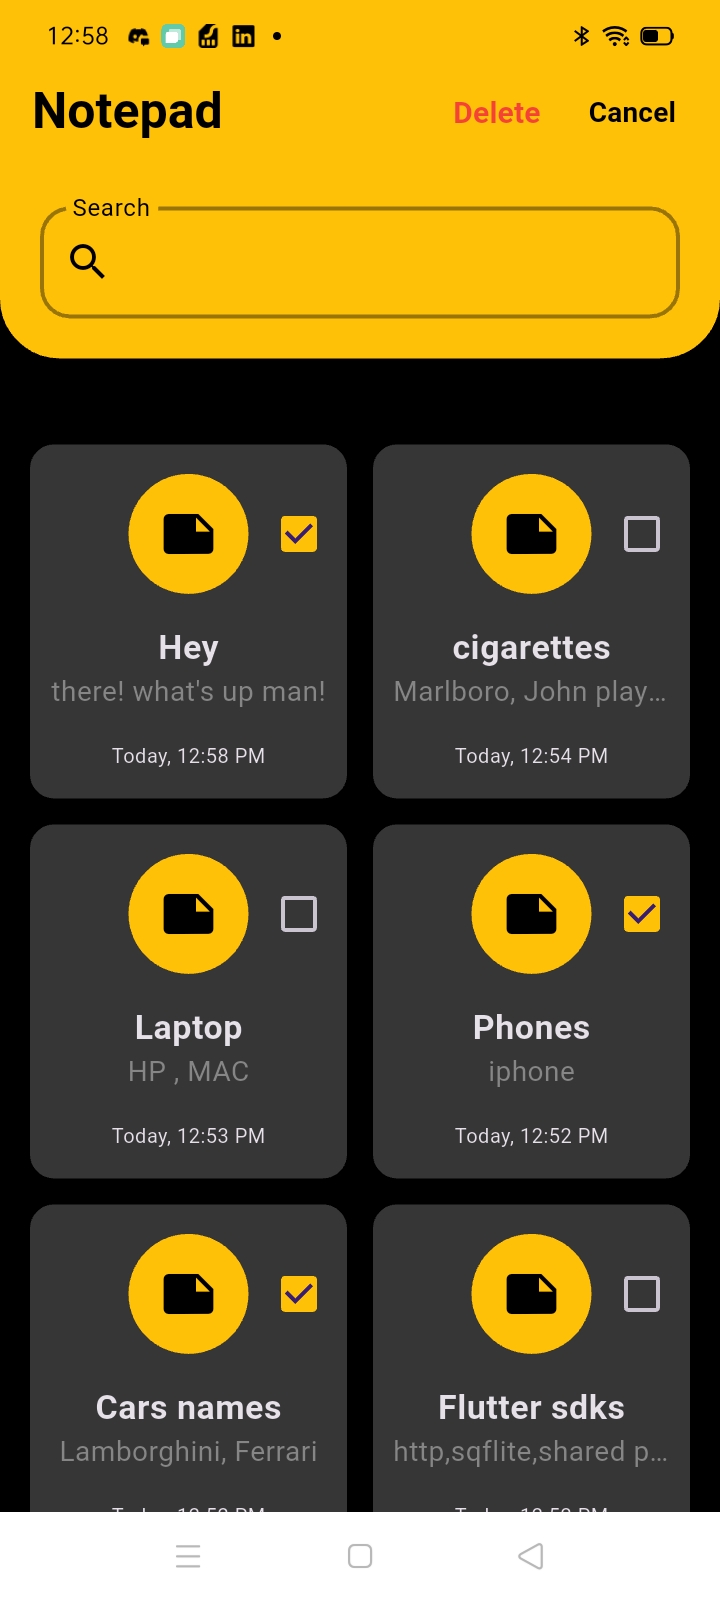 12:58
Notepad Delete Cancel
Search
Hey
there! what's up man!
Today, 12:58 PM
cigarettes
Marlboro, John play...
Today, 12:54 PM
Laptop
HP , MAC
Today, 12:53 PM
Phones
iphone
Today, 12:52 PM
Cars names
Lamborghini, Ferrari
Flutter sdks
http,sqflite,shared p...